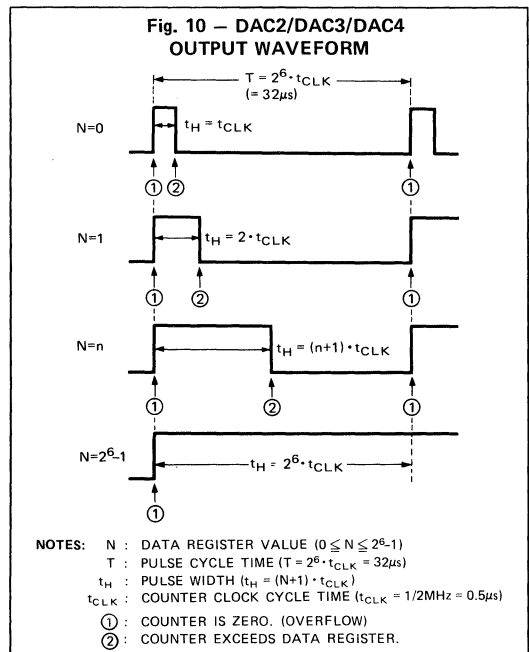 Fig. 10 — DAC2/DAC3/DAC4
OUTPUT WAVEFORM
T = 2⁶·tCLK
(= 32µs)
N=0
tH = tCLK
① ② ①
N=1
tH = 2·tCLK
① ② ①
N=n
tH = (n+1)·tCLK
① ② ①
N=2⁶–1
tH = 2⁶·tCLK
①
NOTES: N : DATA REGISTER VALUE (0 ≦ N ≦ 2⁶-1)
T : PULSE CYCLE TIME (T = 2⁶·tCLK = 32µs)
tH : PULSE WIDTH (tH = (N+1)·tCLK)
tCLK : COUNTER CLOCK CYCLE TIME (tCLK = 1/2MHz = 0.5µs)
① : COUNTER IS ZERO. (OVERFLOW)
② : COUNTER EXCEEDS DATA REGISTER.